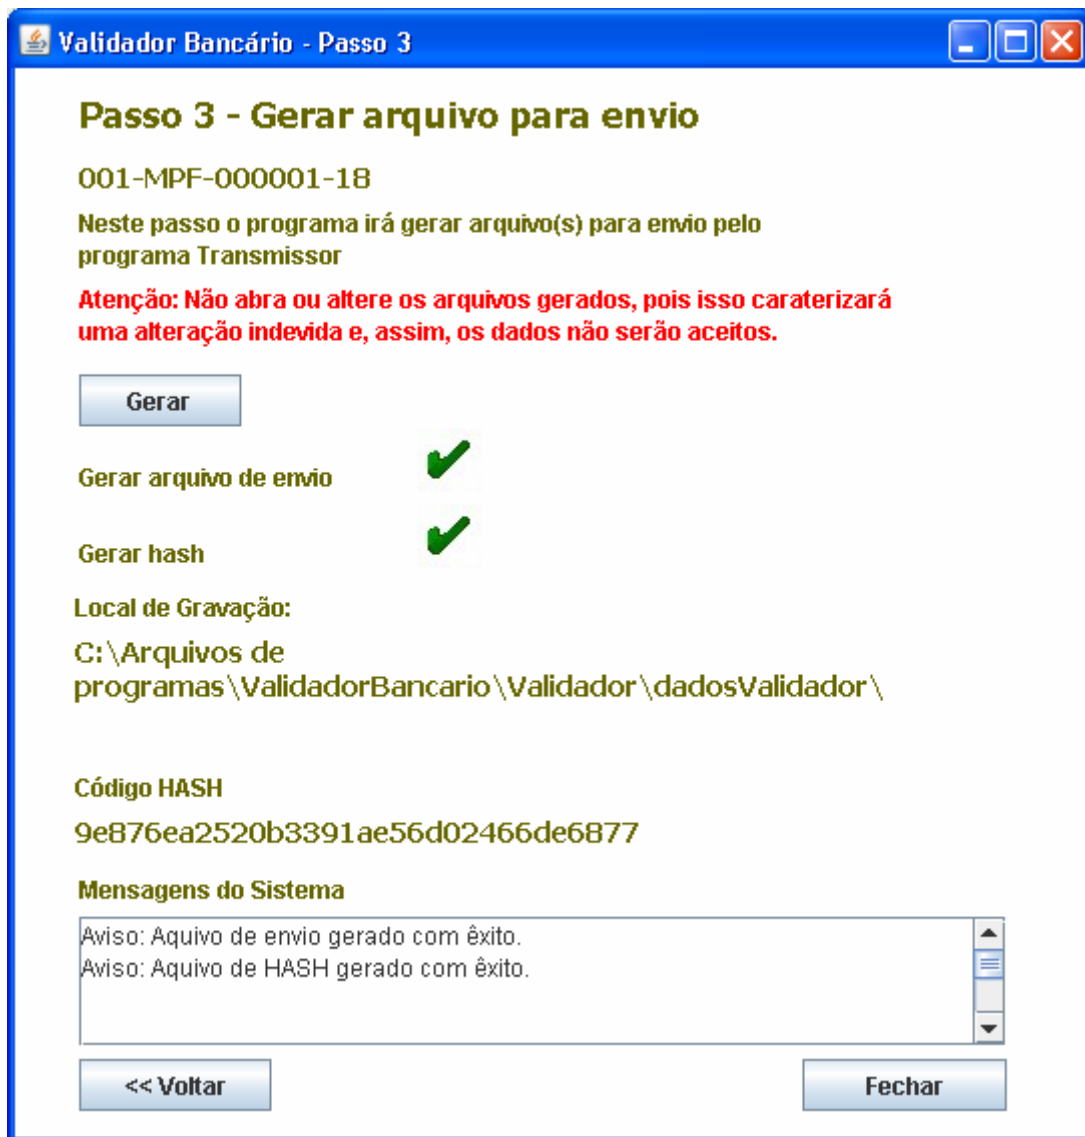 Validador Bancário - Passo 3
Passo 3 - Gerar arquivo para envio
001-MPF-000001-18
Neste passo o programa irá gerar arquivo(s) para envio pelo
programa Transmissor
Atenção: Não abra ou altere os arquivos gerados, pois isso caraterizará
uma alteração indevida e, assim, os dados não serão aceitos.
Gerar
Gerar arquivo de envio
Gerar hash
Local de Gravação:
C:\Arquivos de
programas\ValidadorBancario\Validador\dadosValidador\
Código HASH
9e876ea2520b3391ae56d02466de6877
Mensagens do Sistema
Aviso: Aquivo de envio gerado com êxito.
Aviso: Aquivo de HASH gerado com êxito.
<< Voltar
Fechar